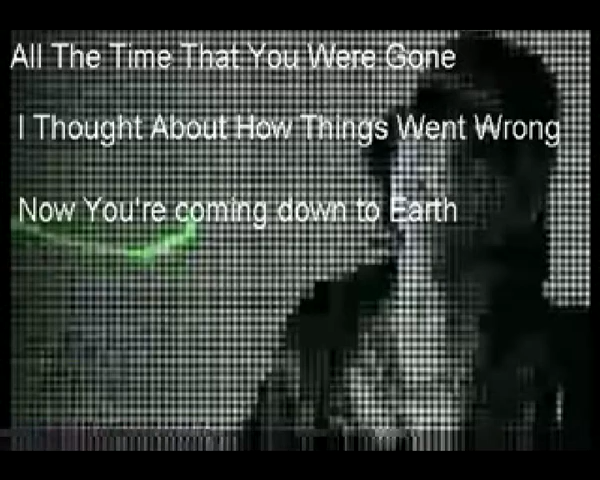 All The Time That You Were Gone
I Thought About How Things Went Wrong
Now You're coming down to Earth